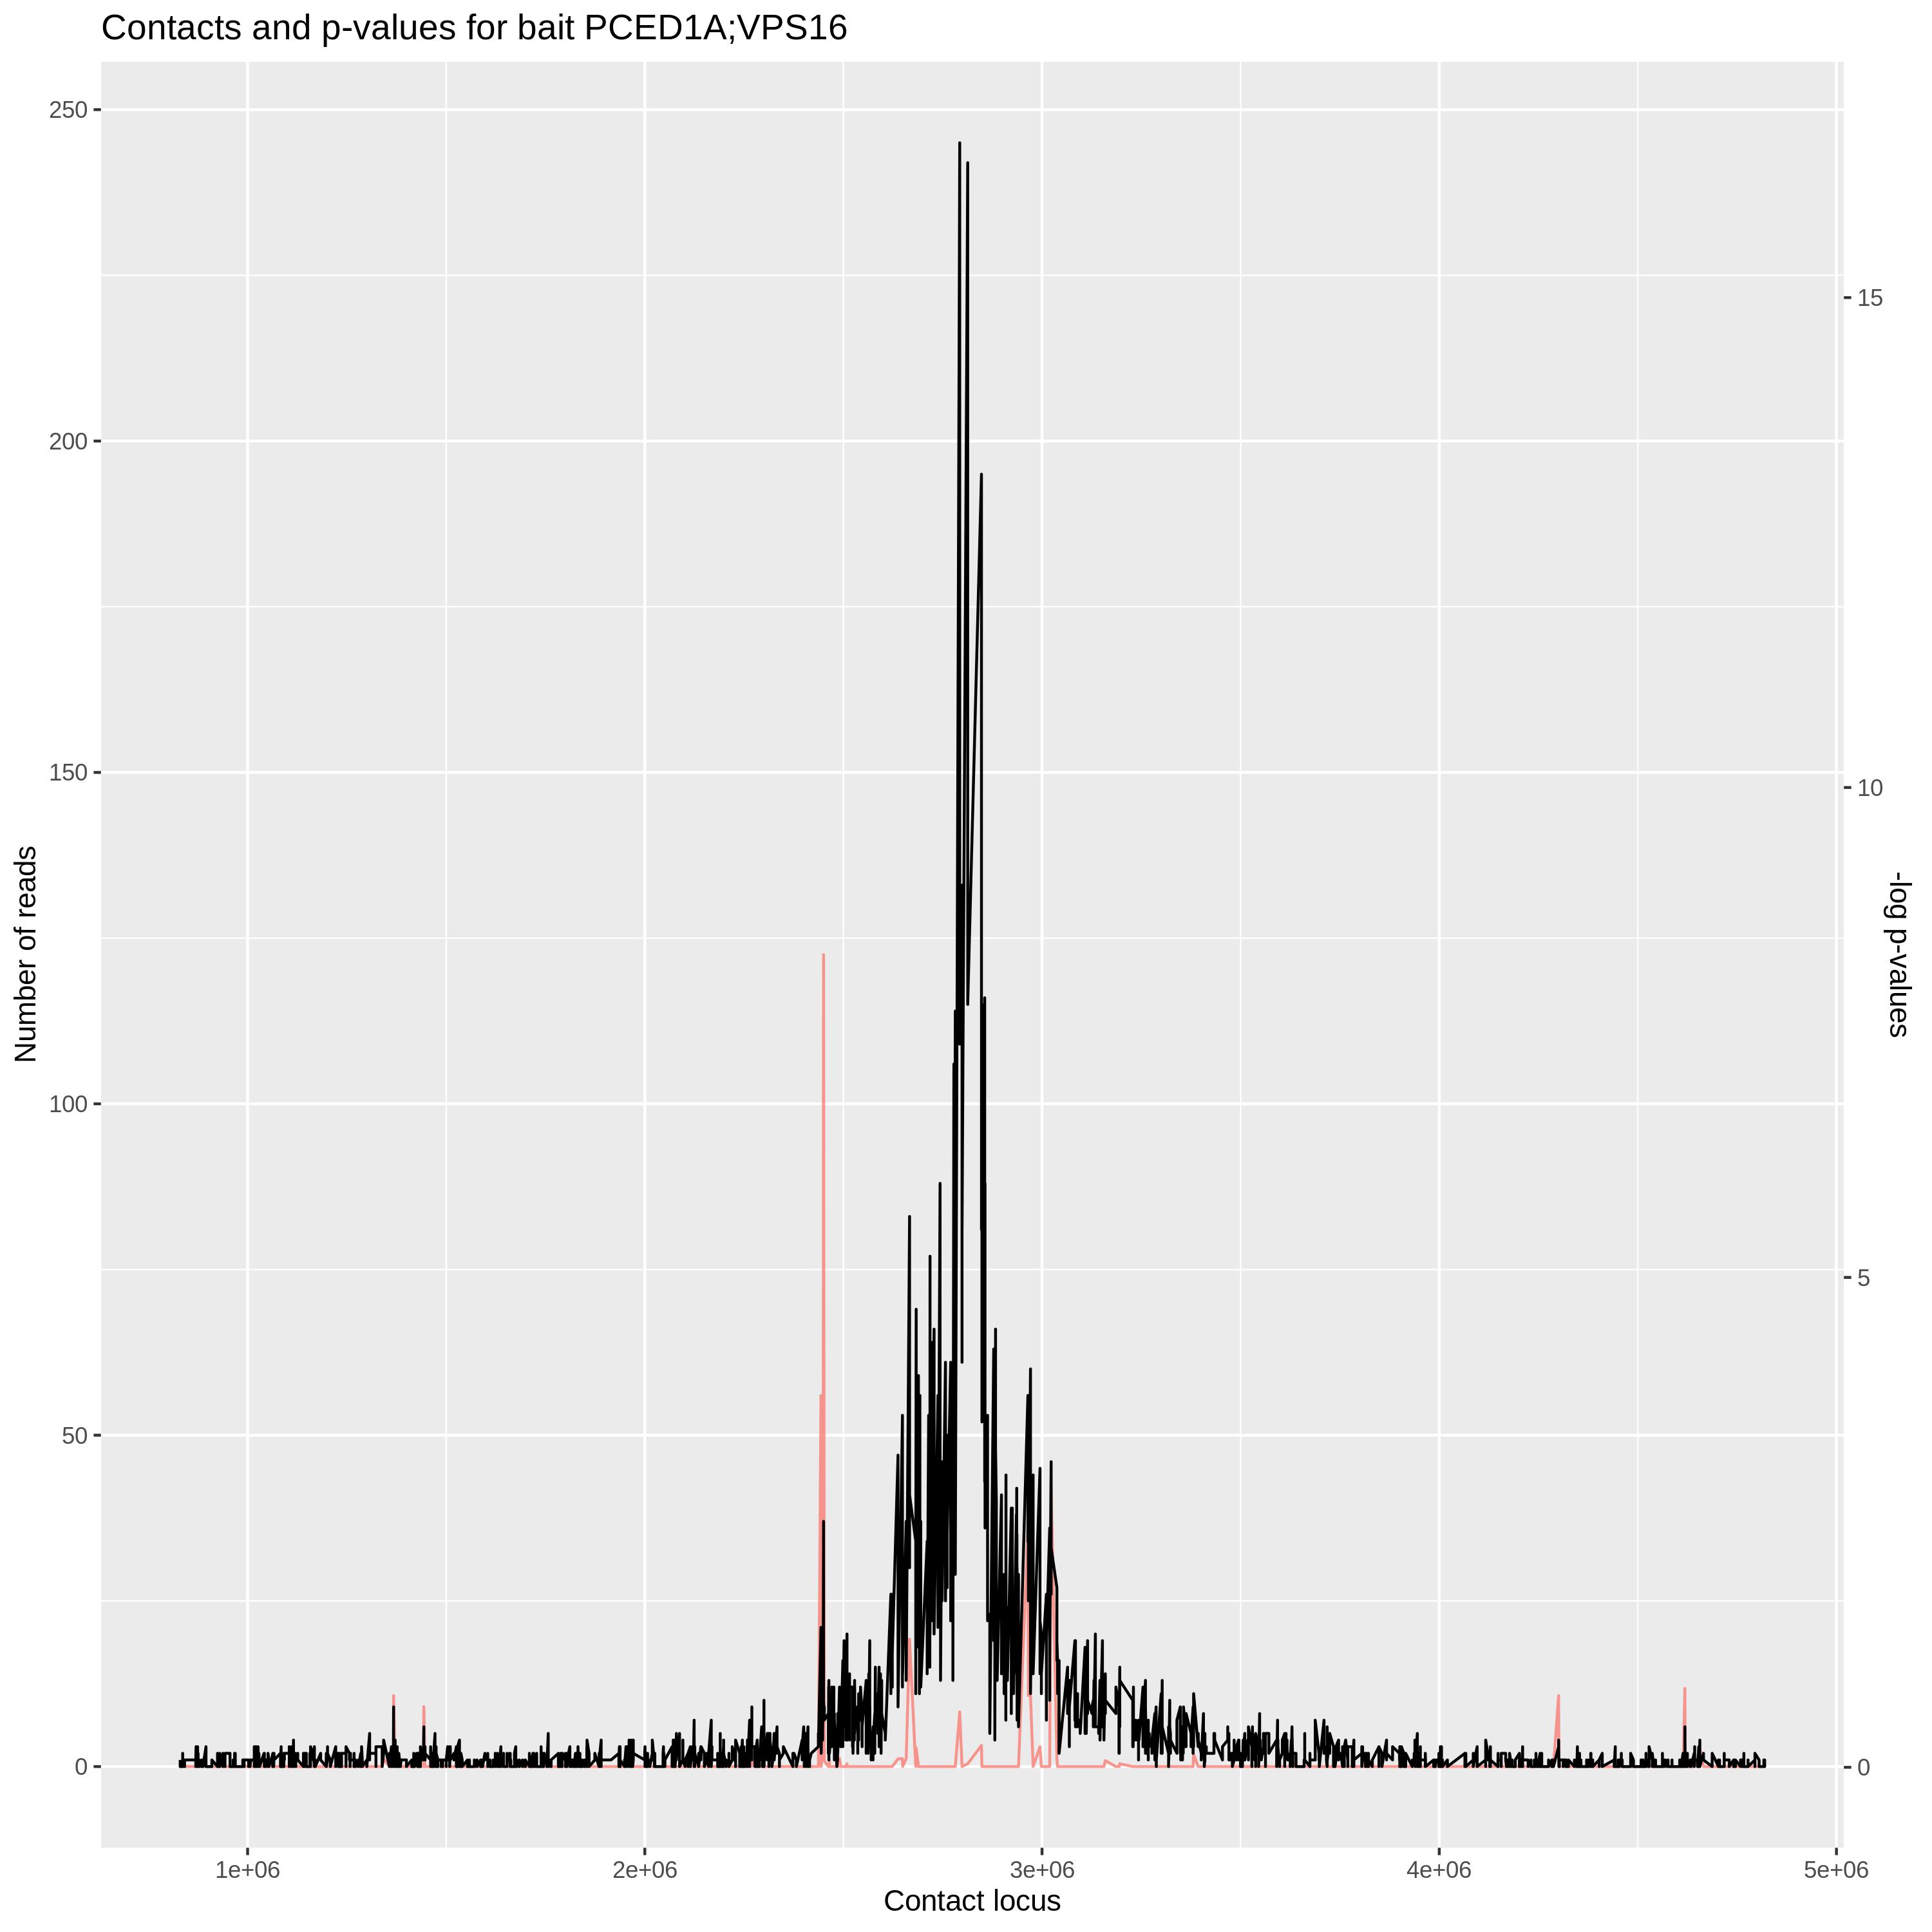 Contacts and p-values for bait PCED1A;VPS16
250
200
150
100
50
0
Number of reads
15
10
5
0
-log p-values
1e+06 2e+06 3e+06 4e+06 5e+06
Contact locus